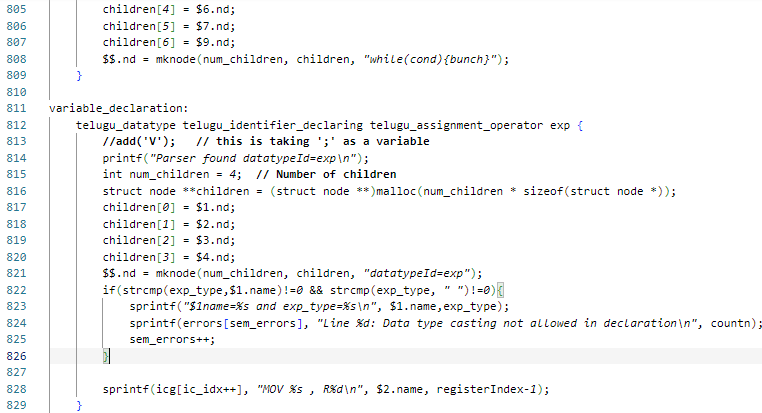 805 children[4] = $6.nd;
806 children[5] = $7.nd;
807 children[6] = $9.nd;
808 $$.nd = mknode(num_children, children, "while(cond){bunch}");
809 }
810
811 variable_declaration:
812 telugu_datatype telugu_identifier_declaring telugu_assignment_operator exp {
813 //add('V');   // this is taking ';' as a variable
814 printf("Parser found datatypeId=exp\n");
815 int num_children = 4;  // Number of children
816 struct node **children = (struct node **)malloc(num_children * sizeof(struct node *));
817 children[0] = $1.nd;
818 children[1] = $2.nd;
819 children[2] = $3.nd;
820 children[3] = $4.nd;
821 $$.nd = mknode(num_children, children, "datatypeId=exp");
822 if(strcmp(exp_type,$1.name)!=0 && strcmp(exp_type, " ")!=0){
823 sprintf("$1name=%s and exp_type=%s\n", $1.name,exp_type);
824 sprintf(errors[sem_errors], "Line %d: Data type casting not allowed in declaration\n", countn);
825 sem_errors++;
826 }
827
828 sprintf(icg[ic_idx++], "MOV %s , R%d\n", $2.name, registerIndex-1);
829 }